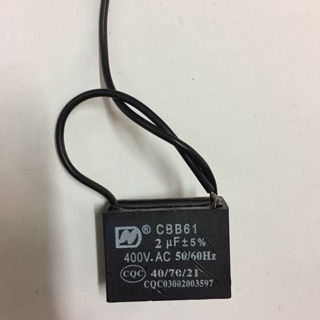 ® CBB61
2 µF±5%
400V.AC 50/60Hz
CQC 40/70/21
CQC03002003597